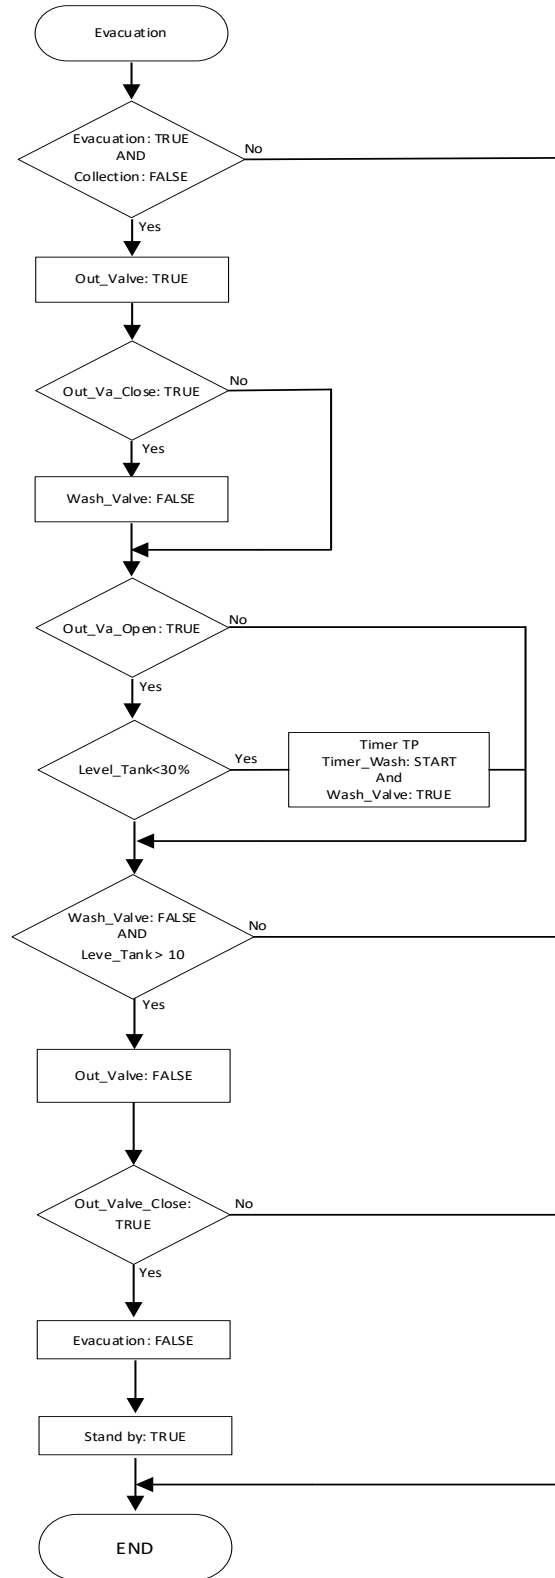 Evacuation
Evacuation: TRUE
AND
Collection: FALSE
No
Yes
Out_Valve: TRUE
Out_Va_Close: TRUE
No
Yes
Wash_Valve: FALSE
Out_Va_Open: TRUE
No
Yes
Level_Tank<30%
Yes
Timer TP
Timer_Wash: START
And
Wash_Valve: TRUE
Wash_Valve: FALSE
AND
Leve_Tank > 10
No
Yes
Out_Valve: FALSE
Out_Valve_Close:
TRUE
No
Yes
Evacuation: FALSE
Stand by: TRUE
END